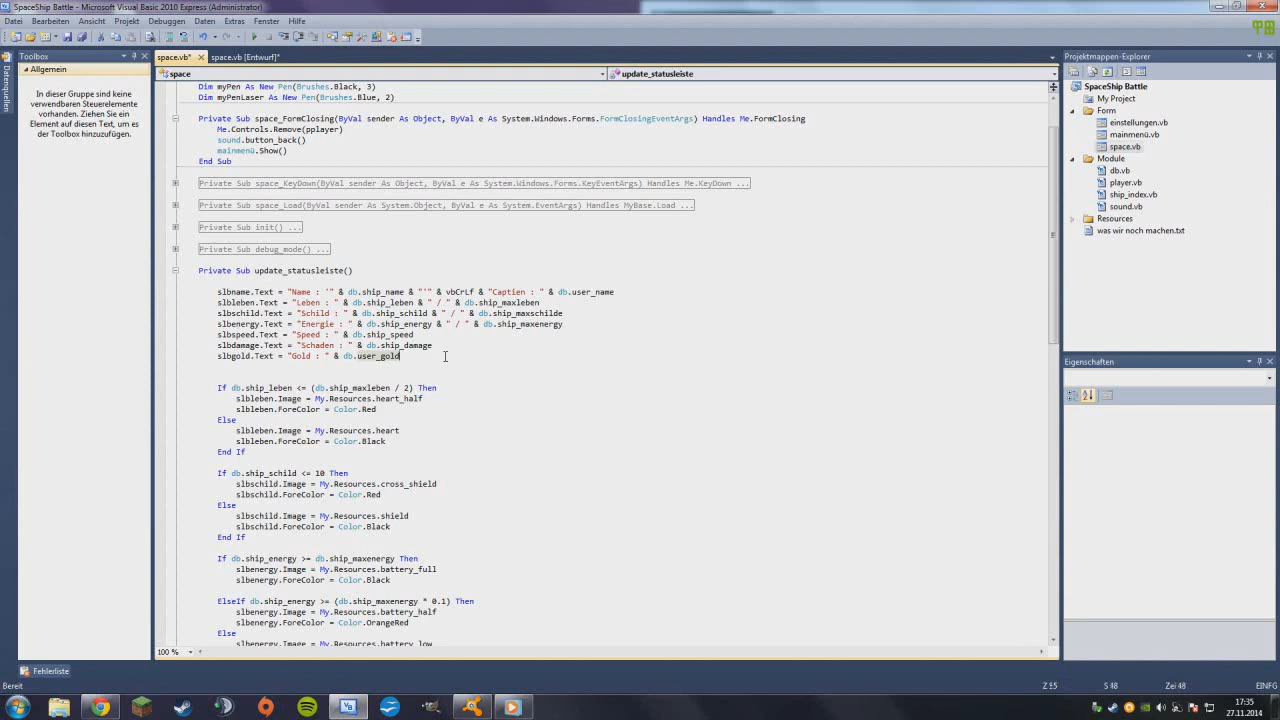 SpaceShip Battle - Microsoft Visual Basic 2010 Express (Administrator)
Datei Bearbeiten Ansicht Projekt Debuggen Daten Extras Fenster Hilfe
Datenquellen
Toolbox
Allgemein
In dieser Gruppe sind keine
verwendbaren Steuerelemente
vorhanden. Ziehen Sie ein
Element auf diesen Text, um es
der Toolbox hinzuzufügen.
space.vb* space.vb [Entwurf]*
space update_statusleiste
Dim myPen As New Pen(Brushes.Black, 3)
Dim myPenLaser As New Pen(Brushes.Blue, 2)
Private Sub space_FormClosing(ByVal sender As Object, ByVal e As System.Windows.Forms.FormClosingEventArgs) Handles Me.FormClosing
Me.Controls.Remove(pplayer)
sound.button_back()
mainmenü.Show()
End Sub
Private Sub space_KeyDown(ByVal sender As Object, ByVal e As System.Windows.Forms.KeyEventArgs) Handles Me.KeyDown ...
Private Sub space_Load(ByVal sender As System.Object, ByVal e As System.EventArgs) Handles MyBase.Load ...
Private Sub init() ...
Private Sub debug_mode() ...
Private Sub update_statusleiste()
slbname.Text = "Name : '" & db.ship_name & "'" & vbCrLf & "Captien : " & db.user_name
slbleben.Text = "Leben : " & db.ship_leben & " / " & db.ship_maxleben
slbschild.Text = "Schild : " & db.ship_schild & " / " & db.ship_maxschilde
slbenergy.Text = "Energie : " & db.ship_energy & " / " & db.ship_maxenergy
slbspeed.Text = "Speed : " & db.ship_speed
slbdamage.Text = "Schaden : " & db.ship_damage
slbgold.Text = "Gold : " & db.user_gold
If db.ship_leben <= (db.ship_maxleben / 2) Then
slbleben.Image = My.Resources.heart_half
slbleben.ForeColor = Color.Red
Else
slbleben.Image = My.Resources.heart
slbleben.ForeColor = Color.Black
End If
If db.ship_schild <= 10 Then
slbschild.Image = My.Resources.cross_shield
slbschild.ForeColor = Color.Red
Else
slbschild.Image = My.Resources.shield
slbschild.ForeColor = Color.Black
End If
If db.ship_energy >= db.ship_maxenergy Then
slbenergy.Image = My.Resources.battery_full
slbenergy.ForeColor = Color.Black
ElseIf db.ship_energy >= (db.ship_maxenergy * 0.1) Then
slbenergy.Image = My.Resources.battery_half
slbenergy.ForeColor = Color.OrangeRed
Else
slbenergy.Image = My.Resources.battery_low
100 %
Projektmappen-Explorer
SpaceShip Battle
My Project
Form
einstellungen.vb
mainmenü.vb
space.vb
Module
db.vb
player.vb
ship_index.vb
sound.vb
Resources
was wir noch machen.txt
Eigenschaften
Fehlerliste
Bereit Z 35 S 48 Zei 48 EINFG
17:35
27.11.2014